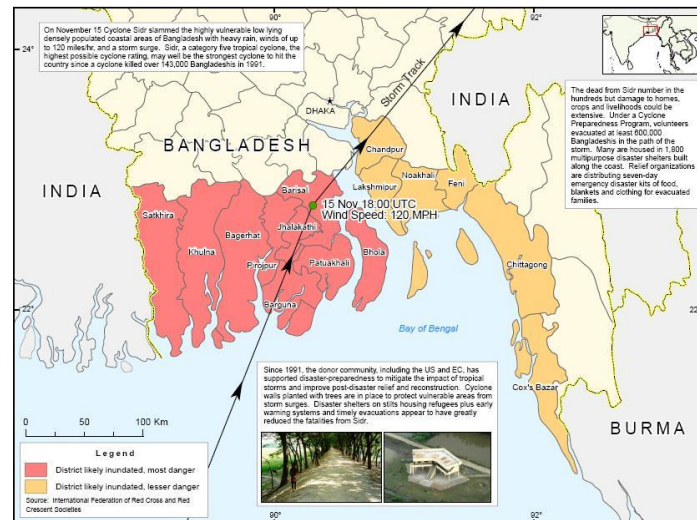 90°
92°
On November 15 Cyclone Sidr slammed the highly vulnerable low lying
densely populated coastal areas of Bangladesh with heavy rain, winds of up
to 120 miles/hr, and a storm surge. Sidr, a category five tropical cyclone, the
highest possible cyclone rating, may well be the strongest cyclone to hit the
country since a cyclone killed over 143,000 Bangladeshis in 1991.
24°
24°
Storm Track
INDIA
The dead from Sidr number in the
hundreds but damage to homes,
crops and livelihoods could be
extensive. Under a Cyclone
Preparedness Program, volunteers
evacuated at least 600,000
Bangladeshis in the path of the
storm. Many are housed in 1,800
multipurpose disaster shelters built
along the coast. Relief organizations
are distributing seven-day
emergency disaster kits of food,
blankets and clothing for evacuated
families.
DHAKA
BANGLADESH
INDIA
Chandpur
Noakhali
Feni
Lakshmipur
Barisal
15 Nov 18:00 UTC
Wind Speed: 120 MPH
Satkhira
Khulna
Bagerhat
Jhalakathi
Pirojpur
Patuakhali
Bhola
Barguna
Chittagong
22°
22°
Bay of Bengal
Cox's Bazar
BURMA
Since 1991, the donor community, including the US and EC, has
supported disaster-preparedness to mitigate the impact of tropical
storms and improve post-disaster relief and reconstruction. Cyclone
walls planted with trees are in place to protect vulnerable areas from
storm surges. Disaster shelters on stilts housing refugees plus early
warning systems and timely evacuations appear to have greatly
reduced the fatalities from Sidr.
0 50 100 Km
Legend
District likely inundated, most danger
District likely inundated, lesser danger
Source: International Federation of Red Cross and Red
Crescent Societies
90°
92°